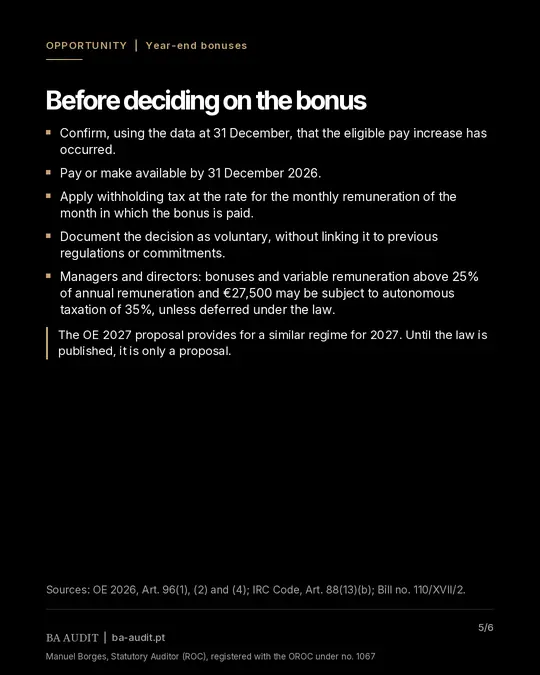 OPPORTUNITY | Year-end bonuses
Before deciding on the bonus
▪ Confirm, using the data at 31 December, that the eligible pay increase has
occurred.
▪ Pay or make available by 31 December 2026.
▪ Apply withholding tax at the rate for the monthly remuneration of the
month in which the bonus is paid.
▪ Document the decision as voluntary, without linking it to previous
regulations or commitments.
▪ Managers and directors: bonuses and variable remuneration above 25%
of annual remuneration and €27,500 may be subject to autonomous
taxation of 35%, unless deferred under the law.
The OE 2027 proposal provides for a similar regime for 2027. Until the law is
published, it is only a proposal.
Sources: OE 2026, Art. 96(1), (2) and (4); IRC Code, Art. 88(13)(b); Bill no. 110/XVII/2.
5/6
BA AUDIT | ba-audit.pt
Manuel Borges, Statutory Auditor (ROC), registered with the OROC under no. 1067